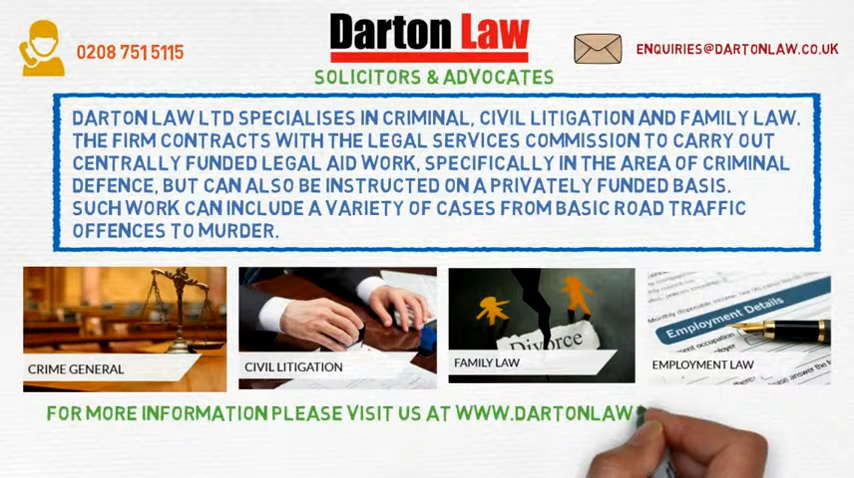 Darton Law
0208 751 5115
ENQUIRIES@DARTONLAW.CO.UK
SOLICITORS & ADVOCATES
DARTON LAW LTD SPECIALISES IN CRIMINAL, CIVIL LITIGATION AND FAMILY LAW.
THE FIRM CONTRACTS WITH THE LEGAL SERVICES COMMISSION TO CARRY OUT
CENTRALLY FUNDED LEGAL AID WORK, SPECIFICALLY IN THE AREA OF CRIMINAL
DEFENCE, BUT CAN ALSO BE INSTRUCTED ON A PRIVATELY FUNDED BASIS.
SUCH WORK CAN INCLUDE A VARIETY OF CASES FROM BASIC ROAD TRAFFIC
OFFENCES TO MURDER.
Divorce
Employment Details
CRIME GENERAL
CIVIL LITIGATION
FAMILY LAW
EMPLOYMENT LAW
FOR MORE INFORMATION PLEASE VISIT US AT WWW.DARTONLAW